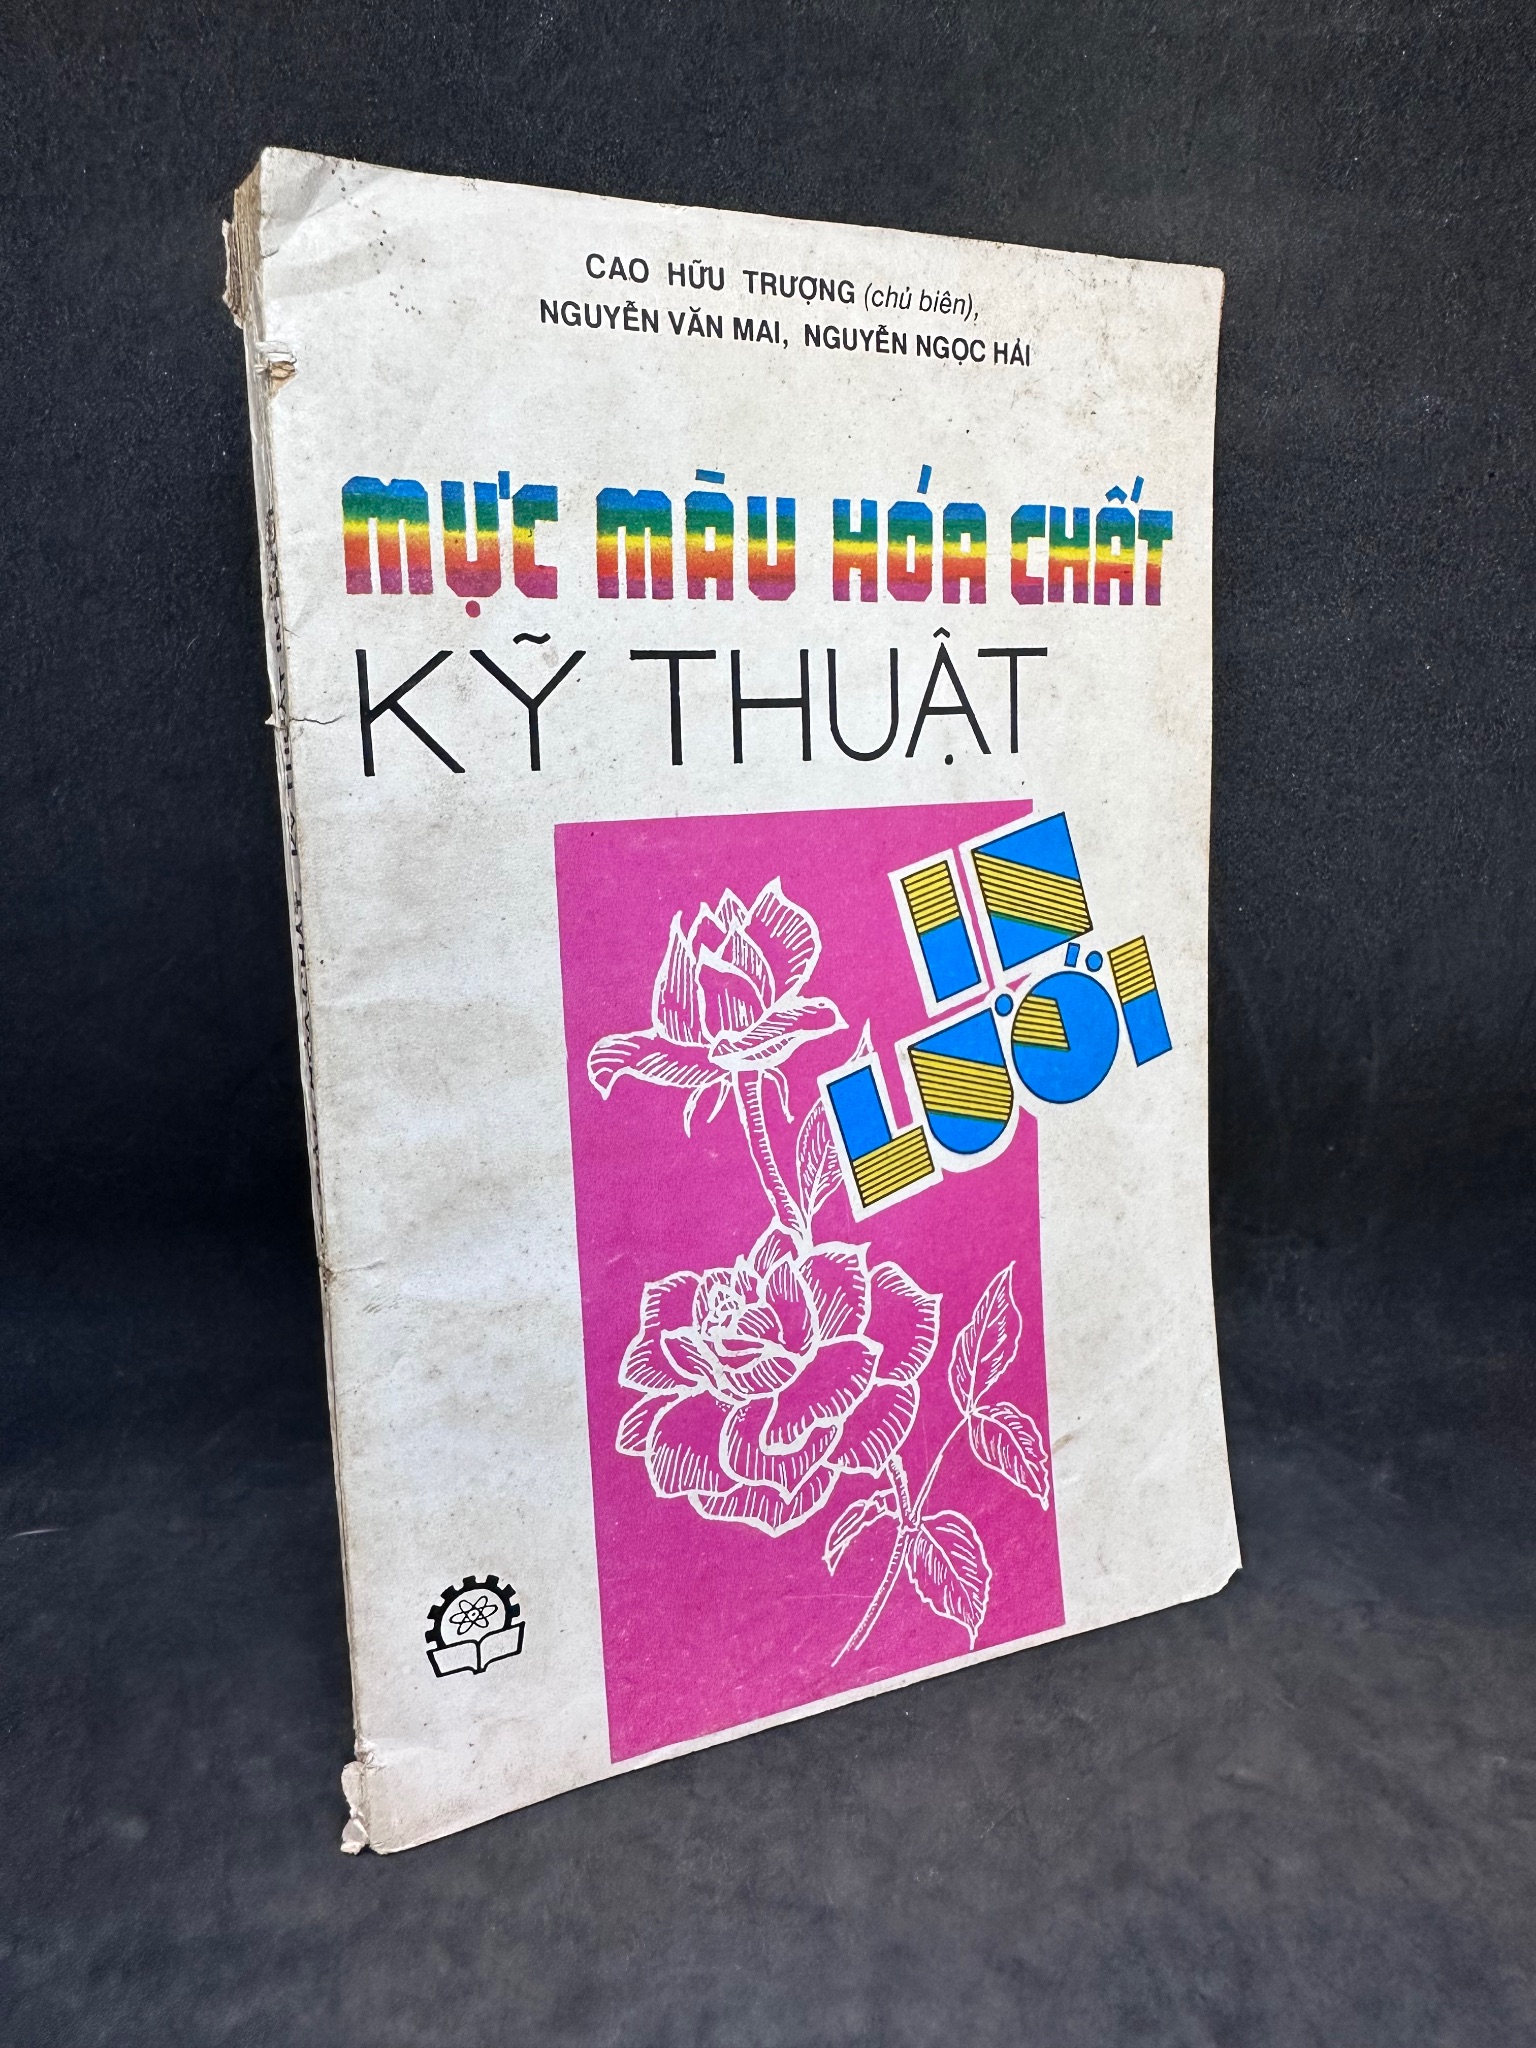 CAO HỮU TRƯỢNG (chủ biên),
NGUYỄN VĂN MAI, NGUYỄN NGỌC HẢI
MỰC MÀU HÓA CHẤT
KỸ THUẬT
IN
LƯỚI